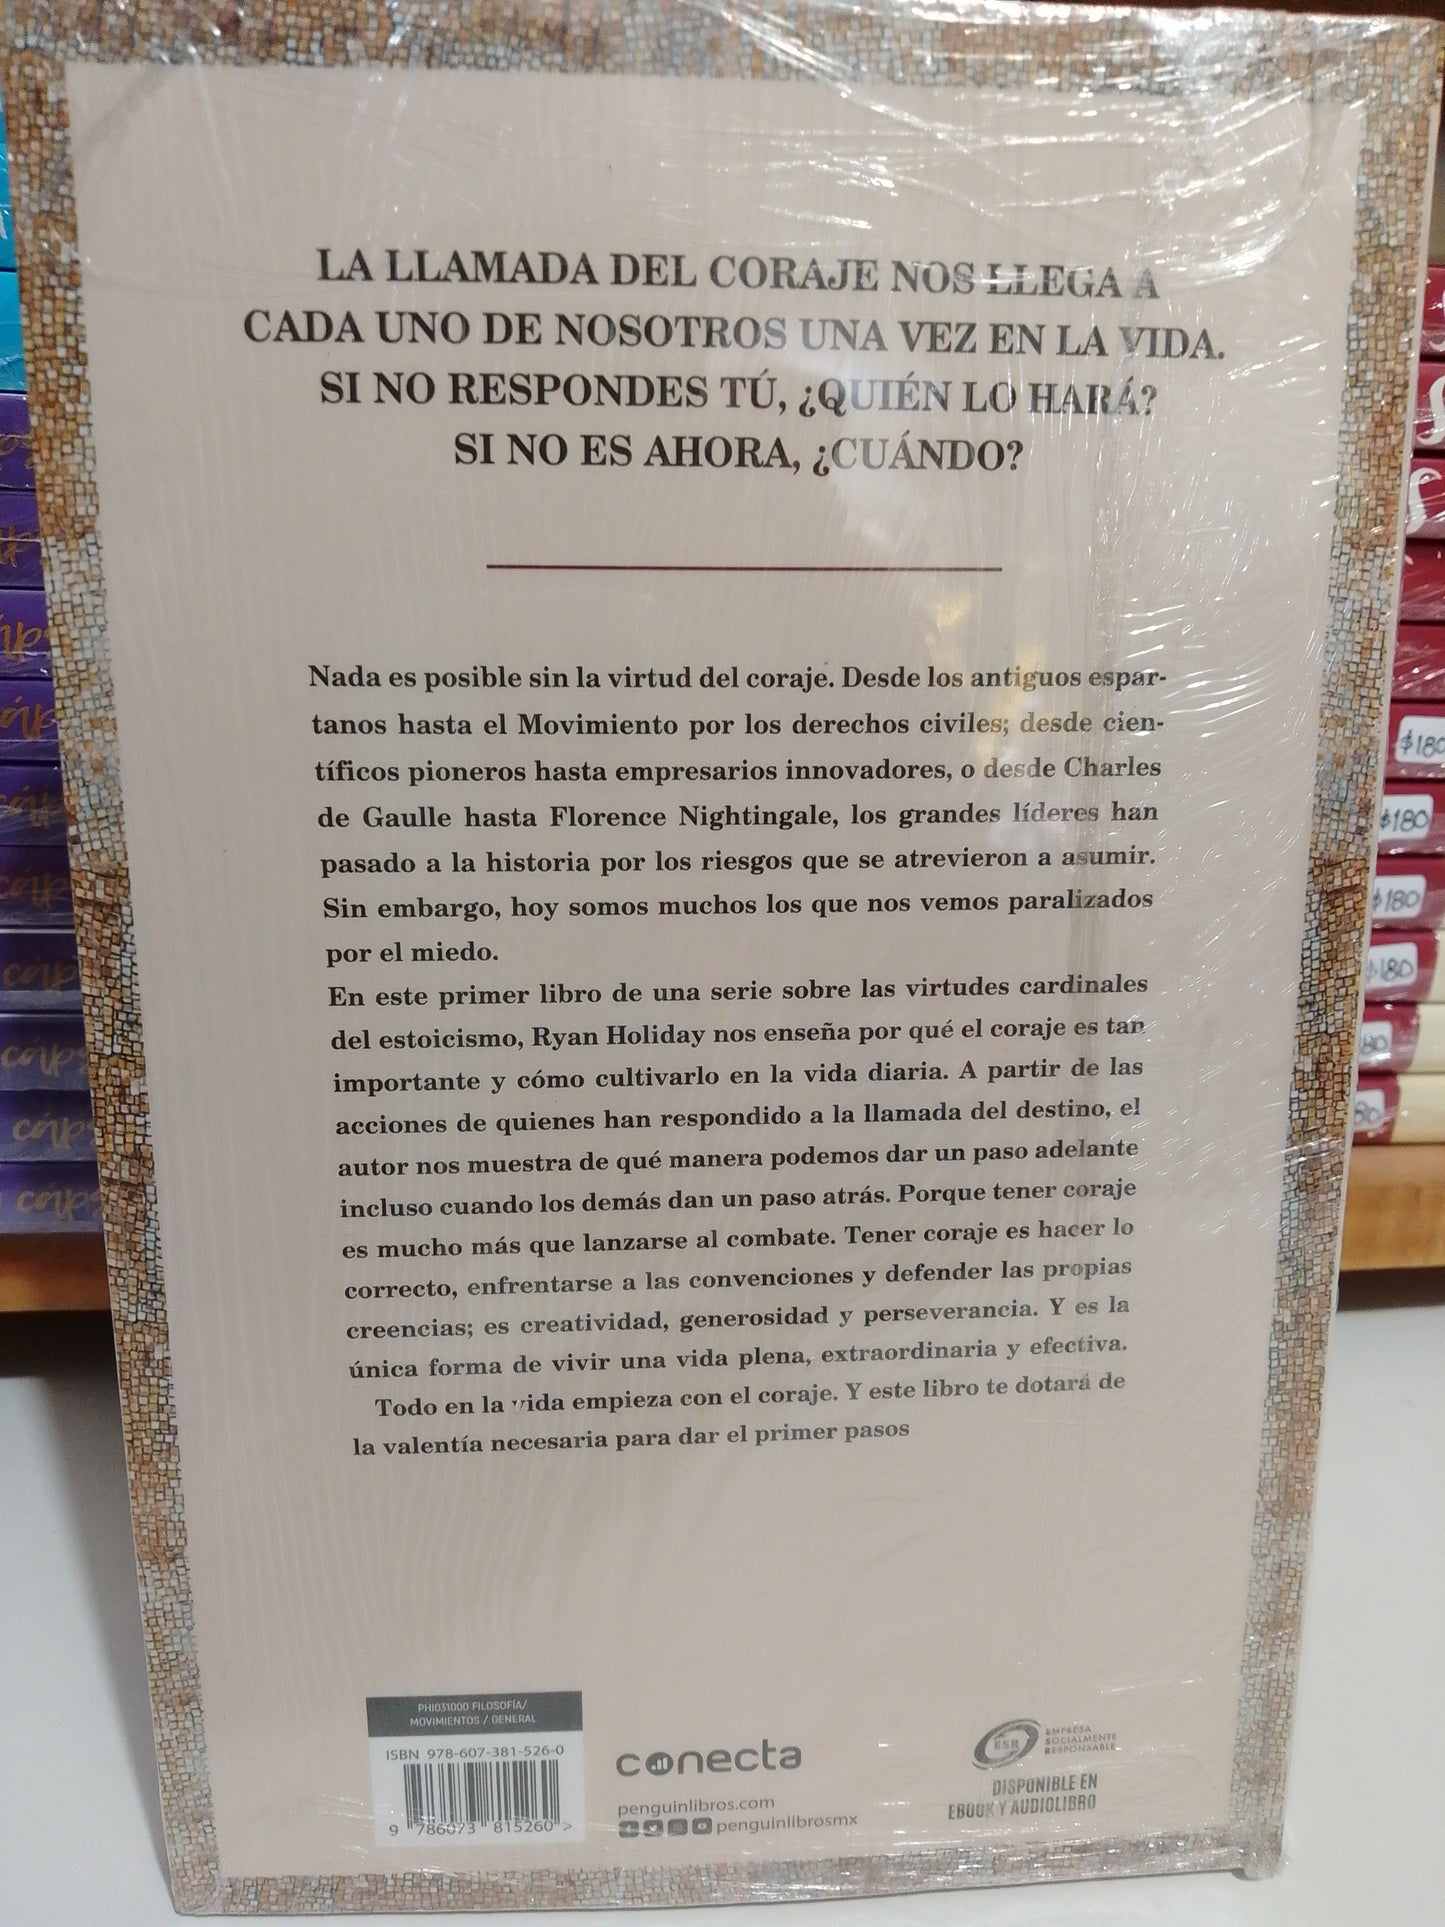 LA LLAMADA DEL CORAJE NOS LLEGA A
CADA UNO DE NOSOTROS UNA VEZ EN LA VIDA.
SI NO RESPONDES TÚ, ¿QUIÉN LO HARÁ?
SI NO ES AHORA, ¿CUÁNDO?
Nada es posible sin la virtud del coraje. Desde los antiguos espar-
tanos hasta el Movimiento por los derechos civiles; desde cien-
tíficos pioneros hasta empresarios innovadores, o desde Charles
de Gaulle hasta Florence Nightingale, los grandes líderes han
pasado a la historia por los riesgos que se atrevieron a asumir.
Sin embargo, hoy somos muchos los que nos vemos paralizados
por el miedo.
En este primer libro de una serie sobre las virtudes cardinales
del estoicismo, Ryan Holiday nos enseña por qué el coraje es tan
importante y cómo cultivarlo en la vida diaria. A partir de las
acciones de quienes han respondido a la llamada del destino, el
autor nos muestra de qué manera podemos dar un paso adelante
incluso cuando los demás dan un paso atrás. Porque tener coraje
es mucho más que lanzarse al combate. Tener coraje es hacer lo
correcto, enfrentarse a las convenciones y defender las propias
creencias; es creatividad, generosidad y perseverancia. Y es la
única forma de vivir una vida plena, extraordinaria y efectiva.
Todo en la vida empieza con el coraje. Y este libro te dotará de
la valentía necesaria para dar el primer pasos
PHI031000 FILOSOFÍA/
MOVIMIENTOS / GENERAL
ISBN 978-607-381-526-0
9 786073 815260 >
conecta
penguinlibros.com
penguinlibrosmx
ESR
EMPRESA
SOCIALMENTE
RESPONSABLE
DISPONIBLE EN
EBOOK Y AUDIOLIBRO
$180
$180
$180
$180